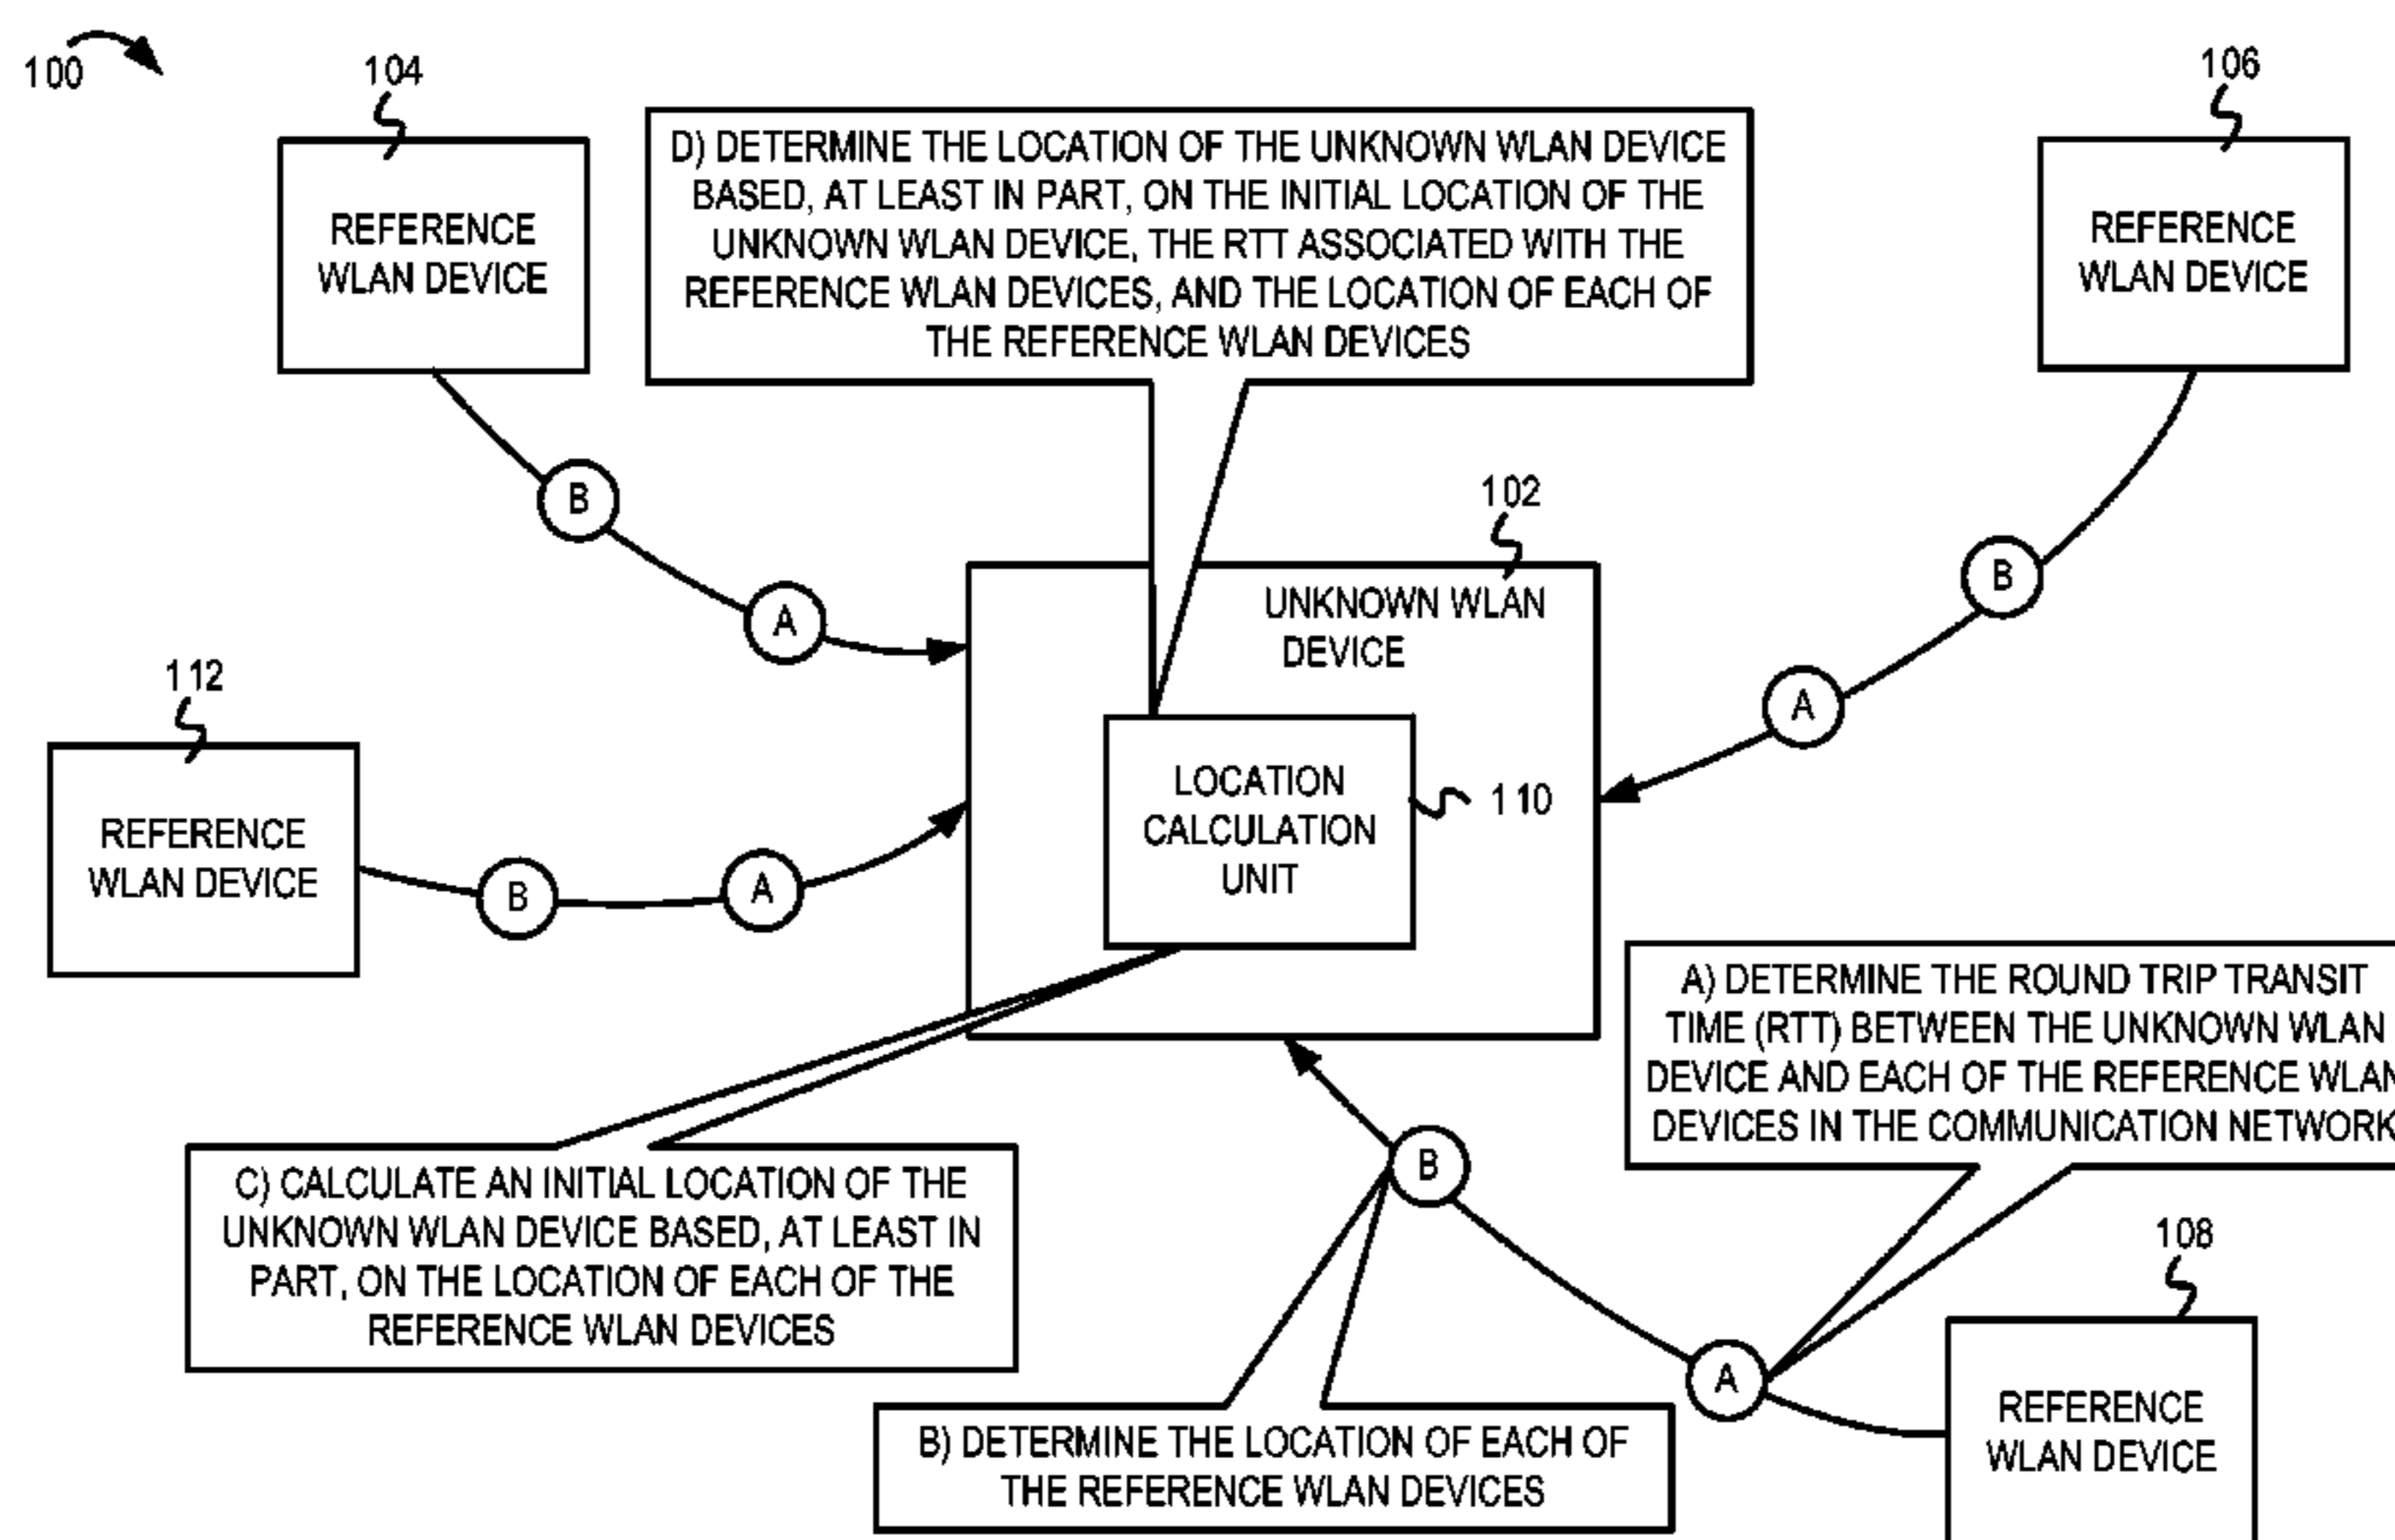 100
104
106
REFERENCE
WLAN DEVICE
D) DETERMINE THE LOCATION OF THE UNKNOWN WLAN DEVICE
BASED, AT LEAST IN PART, ON THE INITIAL LOCATION OF THE
UNKNOWN WLAN DEVICE, THE RTT ASSOCIATED WITH THE
REFERENCE WLAN DEVICES, AND THE LOCATION OF EACH OF
THE REFERENCE WLAN DEVICES
REFERENCE
WLAN DEVICE
B
A
102
B
A
UNKNOWN WLAN
DEVICE
112
REFERENCE
WLAN DEVICE
B
A
LOCATION
CALCULATION
UNIT
110
A) DETERMINE THE ROUND TRIP TRANSIT
TIME (RTT) BETWEEN THE UNKNOWN WLAN
DEVICE AND EACH OF THE REFERENCE WLAN
DEVICES IN THE COMMUNICATION NETWORK
C) CALCULATE AN INITIAL LOCATION OF THE
UNKNOWN WLAN DEVICE BASED, AT LEAST IN
PART, ON THE LOCATION OF EACH OF THE
REFERENCE WLAN DEVICES
B
A
108
B) DETERMINE THE LOCATION OF EACH OF
THE REFERENCE WLAN DEVICES
REFERENCE
WLAN DEVICE